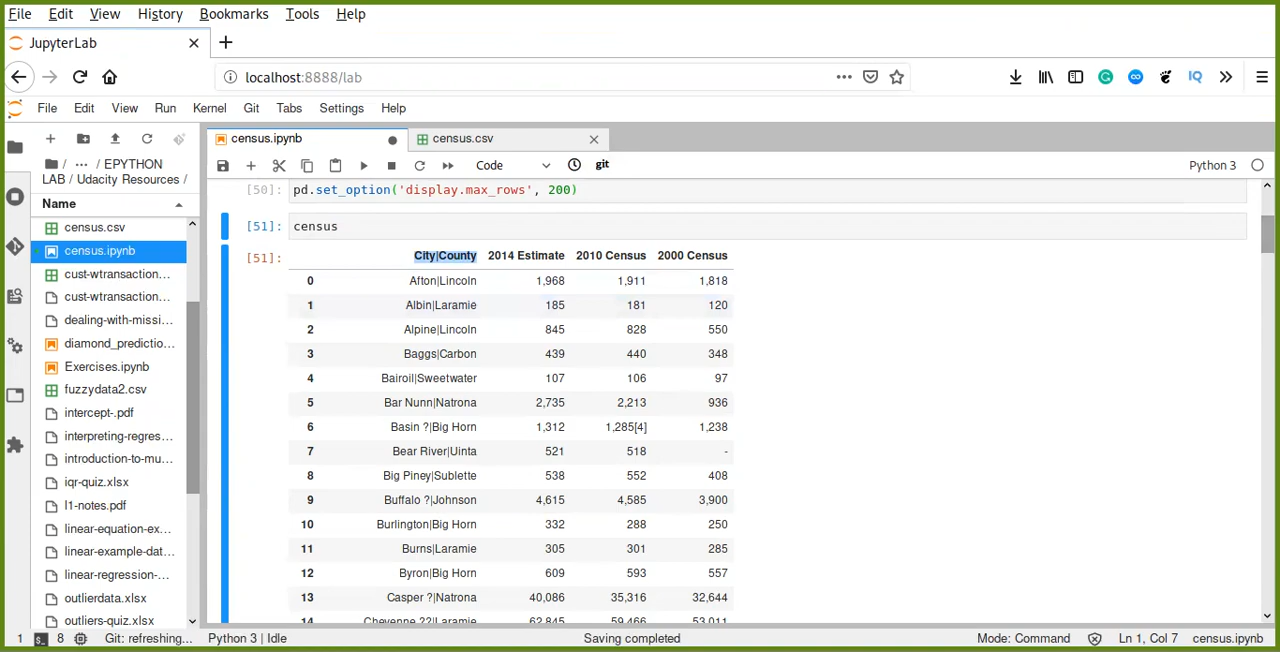 File Edit View History Bookmarks Tools Help
JupyterLab
localhost:8888/lab
IQ
File Edit View Run Kernel Git Tabs Settings Help
/ ... / EPYTHON
LAB / Udacity Resources /
Name
census.csv
census.ipynb
cust-wtransaction...
cust-wtransaction...
dealing-with-missi...
diamond_predictio...
Exercises.ipynb
fuzzydata2.csv
intercept-.pdf
interpreting-regres...
introduction-to-mu...
iqr-quiz.xlsx
l1-notes.pdf
linear-equation-ex...
linear-example-dat...
linear-regression-...
outlierdata.xlsx
outliers-quiz.xlsx
census.ipynb census.csv
Code git Python 3
[50]: pd.set_option('display.max_rows', 200)
[51]: census
[51]: City|County 2014 Estimate 2010 Census 2000 Census
0 Afton|Lincoln 1,968 1,911 1,818
1 Albin|Laramie 185 181 120
2 Alpine|Lincoln 845 828 550
3 Baggs|Carbon 439 440 348
4 Bairoil|Sweetwater 107 106 97
5 Bar Nunn|Natrona 2,735 2,213 936
6 Basin ?|Big Horn 1,312 1,285[4] 1,238
7 Bear River|Uinta 521 518 -
8 Big Piney|Sublette 538 552 408
9 Buffalo ?|Johnson 4,615 4,585 3,900
10 Burlington|Big Horn 332 288 250
11 Burns|Laramie 305 301 285
12 Byron|Big Horn 609 593 557
13 Casper ?|Natrona 40,086 35,316 32,644
14 Cheyenne ??|Laramie 62,845 59,466 53,011
1 $_ 8 Git: refreshing... Python 3 | Idle Saving completed Mode: Command Ln 1, Col 7 census.ipynb